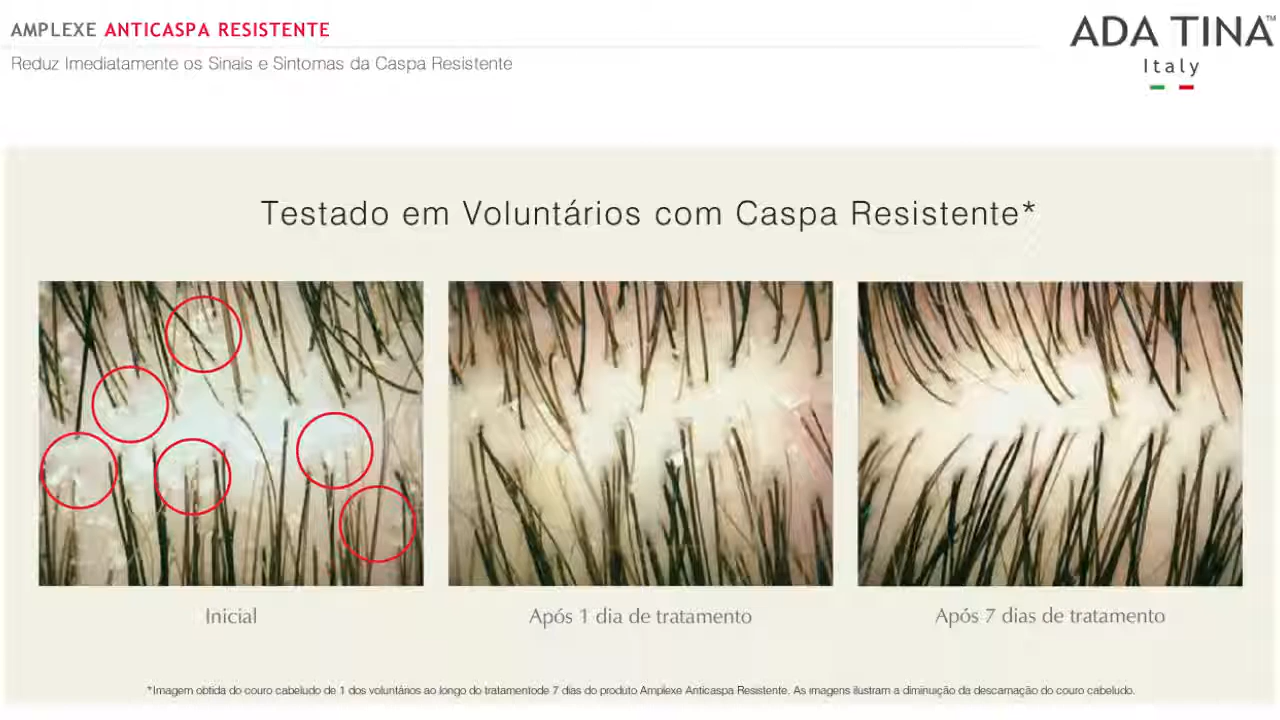 AMPLEXE ANTICASPA RESISTENTE
Reduz Imediatamente os Sinais e Sintomas da Caspa Resistente
ADA TINA™
Italy
Testado em Voluntários com Caspa Resistente*
Inicial
Após 1 dia de tratamento
Após 7 dias de tratamento
*Imagem obtida do couro cabeludo de 1 dos voluntários ao longo do tratamentode 7 dias do produto Amplexe Anticaspa Resistente. As imagens ilustram a diminuição da descamação do couro cabeludo.